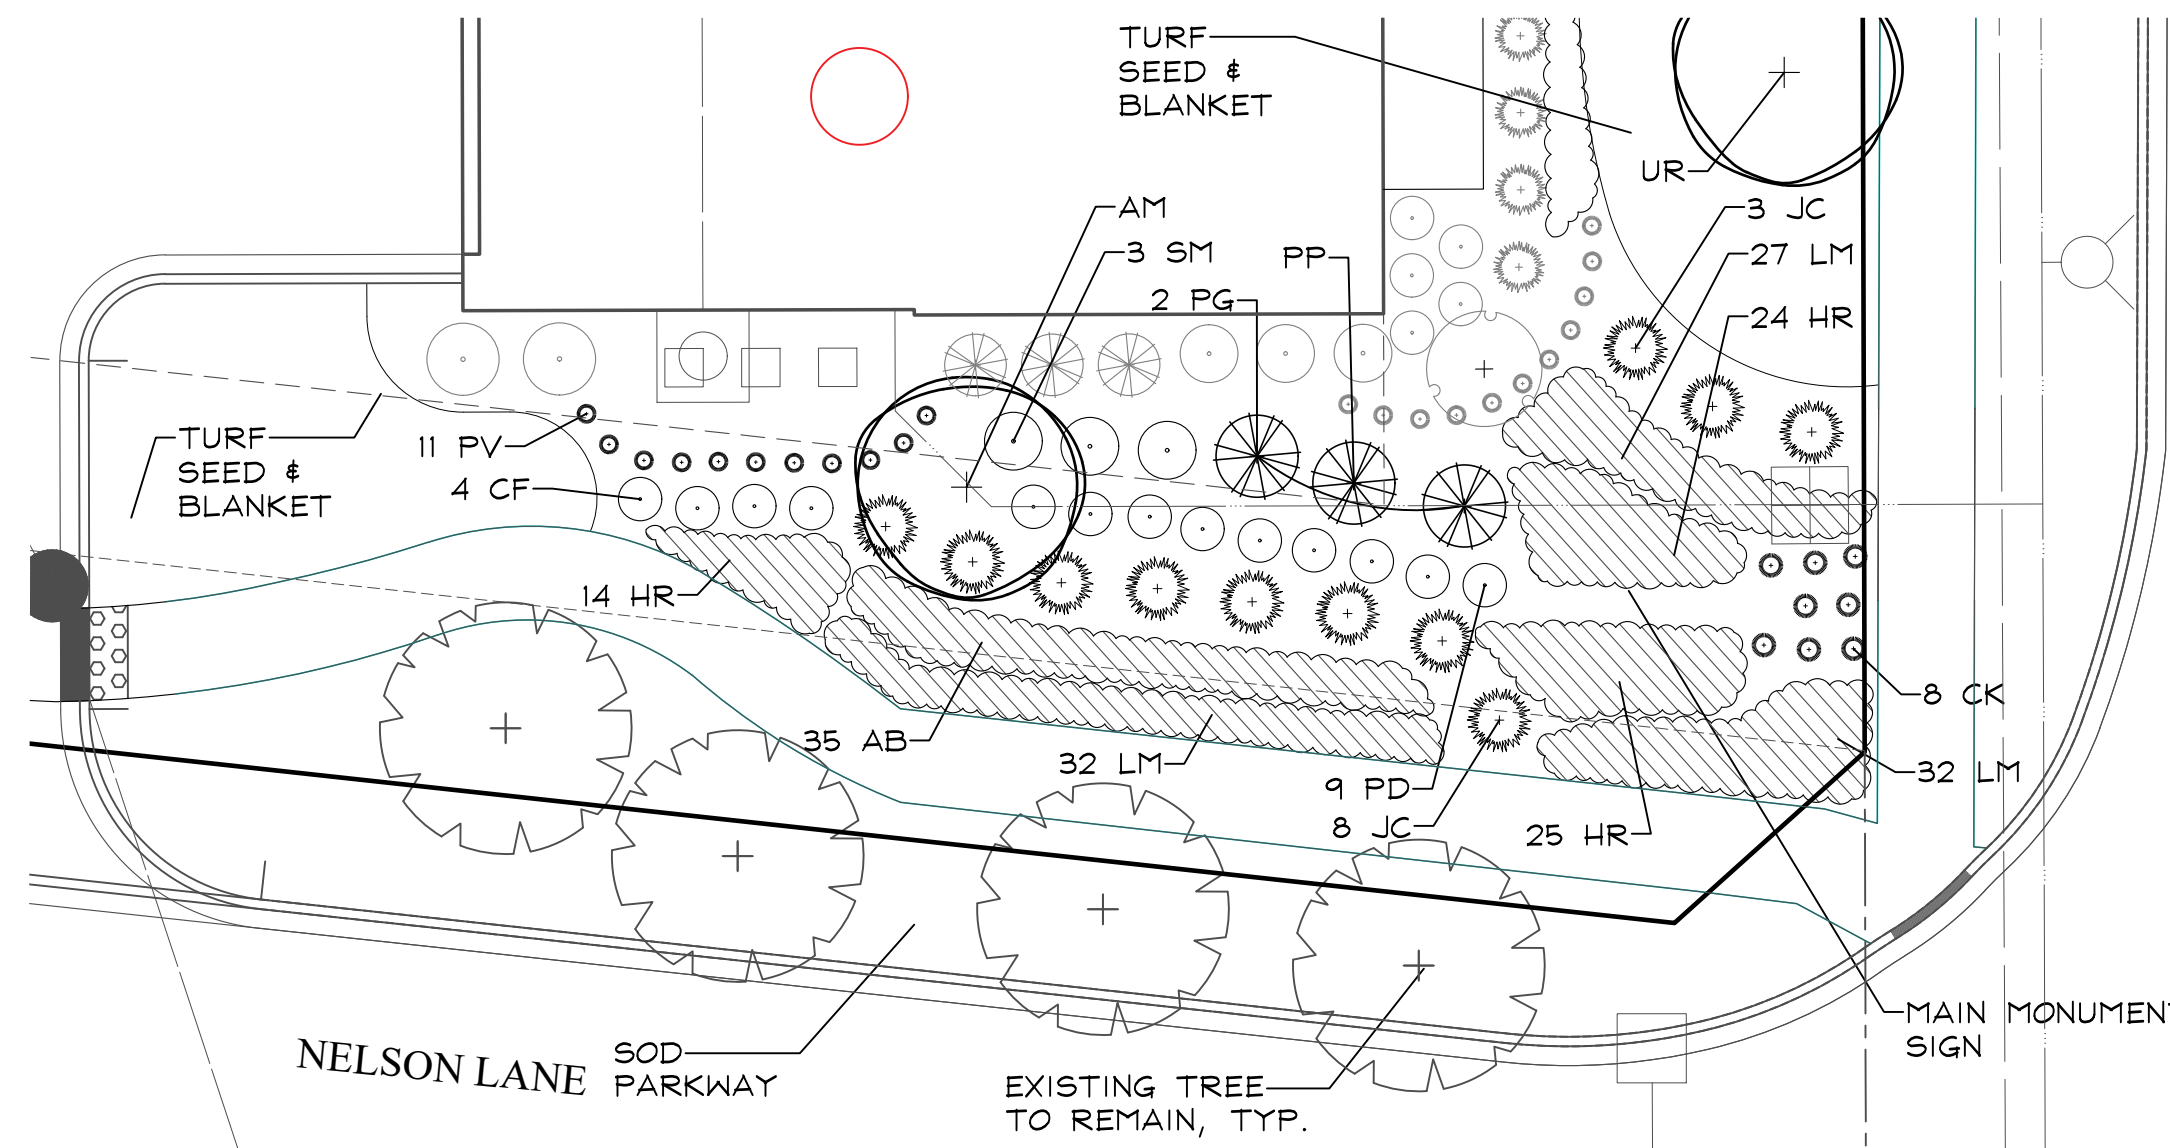 TURF
SEED &
BLANKET
UR
AM
3 JC
3 SM
PP
27 LM
2 PG
24 HR
TURF
SEED &
BLANKET
11 PV
4 CF
14 HR
35 AB
32 LM
9 PD
8 JC
25 HR
8 CK
32 LM
MAIN MONUMENT
SIGN
NELSON LANE
SOD
PARKWAY
EXISTING TREE
TO REMAIN, TYP.